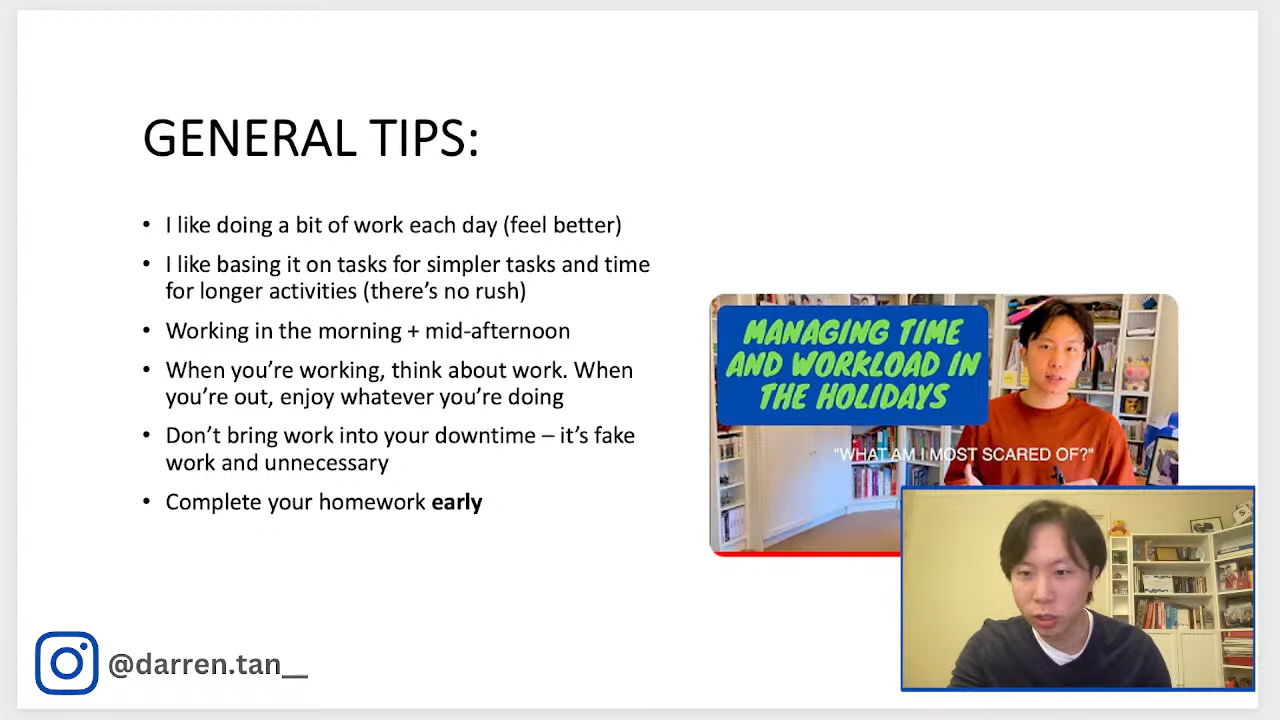 GENERAL TIPS:
• I like doing a bit of work each day (feel better)
• I like basing it on tasks for simpler tasks and time
for longer activities (there’s no rush)
• Working in the morning + mid-afternoon
• When you’re working, think about work. When
you’re out, enjoy whatever you’re doing
• Don’t bring work into your downtime – it’s fake
work and unnecessary
• Complete your homework early
MANAGING TIME
AND WORKLOAD IN
THE HOLIDAYS
"WHAT AM I MOST SCARED OF?"
@darren.tan__